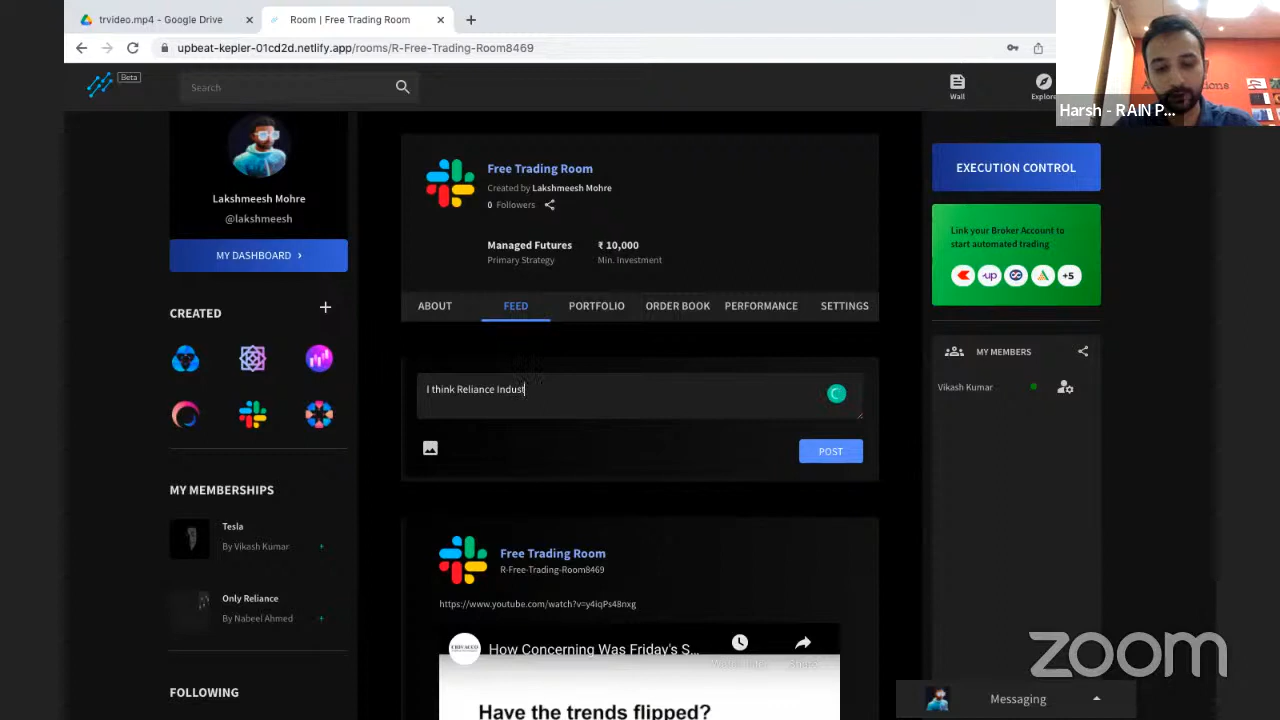 trvideo.mp4 - Google Drive
Room | Free Trading Room
upbeat-kepler-01cd2d.netlify.app/rooms/R-Free-Trading-Room8469
Beta
Search
Wall
Explore
Harsh - RAIN P...
Lakshmeesh Mohre
@lakshmeesh
MY DASHBOARD
CREATED
MY MEMBERSHIPS
Tesla
By Vikash Kumar
Only Reliance
By Nabeel Ahmed
FOLLOWING
Free Trading Room
Created by Lakshmeesh Mohre
0 Followers
Managed Futures
₹ 10,000
Primary Strategy
Min. Investment
ABOUT
FEED
PORTFOLIO
ORDER BOOK
PERFORMANCE
SETTINGS
I think Reliance Indust
POST
Free Trading Room
R-Free-Trading-Room8469
https://www.youtube.com/watch?v=y4iqPs48nxg
How Concerning Was Friday's S...
Have the trends flipped?
EXECUTION CONTROL
Link your Broker Account to
start automated trading
up
+5
MY MEMBERS
Vikash Kumar
zoom
Messaging